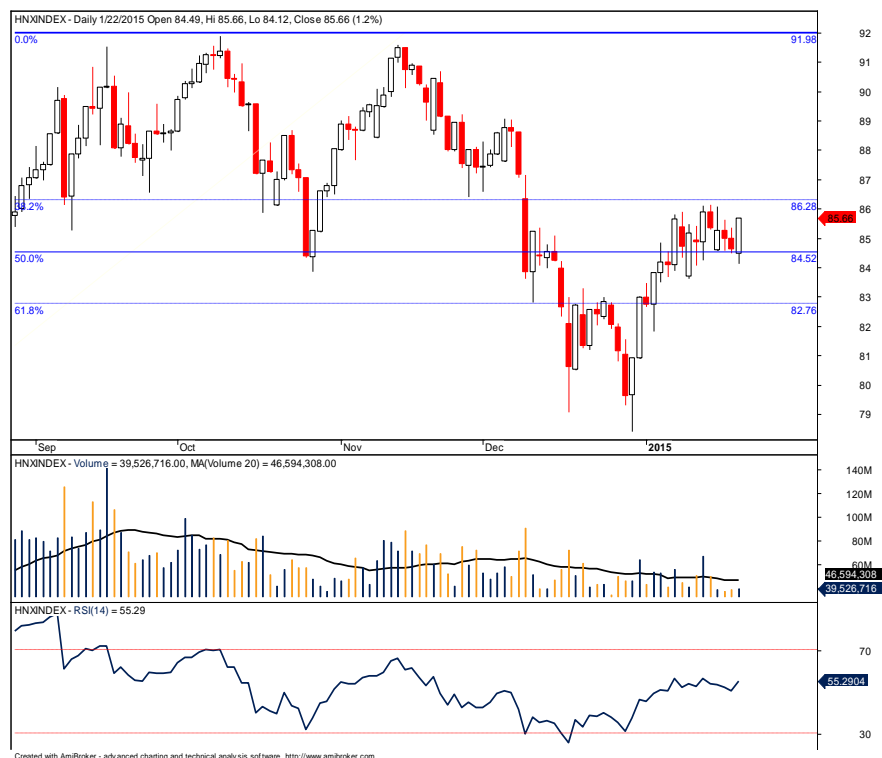 HNXINDEX - Daily 1/22/2015 Open 84.49, Hi 85.66, Lo 84.12, Close 85.66 (1.2%)
0.0%
91.98
92
91
90
89
88
87
38.2%
86.28
86
85.66
85
50.0%
84.52
84
83
61.8%
82.76
82
81
80
79
Sep
Oct
Nov
Dec
2015
HNXINDEX - Volume = 39,526,716.00, MA(Volume 20) = 46,594,308.00
140M
120M
100M
80M
60M
46,594,308
39,526,716
HNXINDEX - RSI(14) = 55.29
70
55.2904
30
Created with AmiBroker - advanced charting and technical analysis software. http://www.amibroker.com